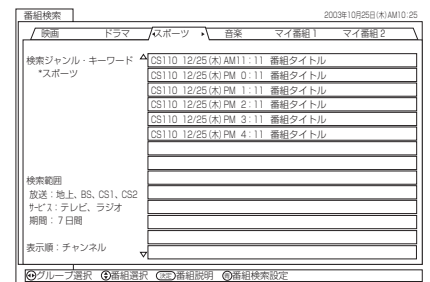 番組検索
2003年10月25日(木)AM10:25
映画 ドラマ スポーツ 音楽 マイ番組1 マイ番組2
検索ジャンル・キーワード
*スポーツ
CS110 12/25(木)AM11:11 番組タイトル
CS110 12/25(木)PM 0:11 番組タイトル
CS110 12/25(木)PM 1:11 番組タイトル
CS110 12/25(木)PM 2:11 番組タイトル
CS110 12/25(木)PM 3:11 番組タイトル
CS110 12/25(木)PM 4:11 番組タイトル
検索範囲
放送：地上、BS、CS1、CS2
ｻｰﾋﾞｽ：テレビ、ラジオ
期間：7日間
表示順：チャンネル
グループ選択 番組選択 決定 番組説明 青 番組検索設定